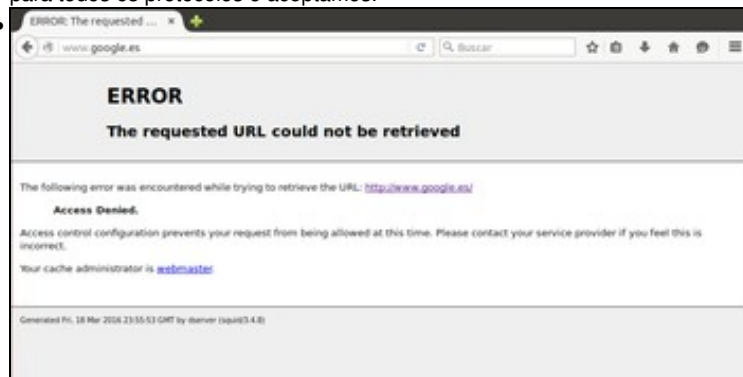 para todos os protocolos e aceptamos.
ERROR: The requested ...
www.google.es
Buscar
ERROR
The requested URL could not be retrieved
The following error was encountered while trying to retrieve the URL: http://www.google.es/
Access Denied.
Access control configuration prevents your request from being allowed at this time. Please contact your service provider if you feel this is
incorrect.
Your cache administrator is webmaster.
Generated Fri, 18 Mar 2016 23:55:53 GMT by dserver (squid/3.4.8)